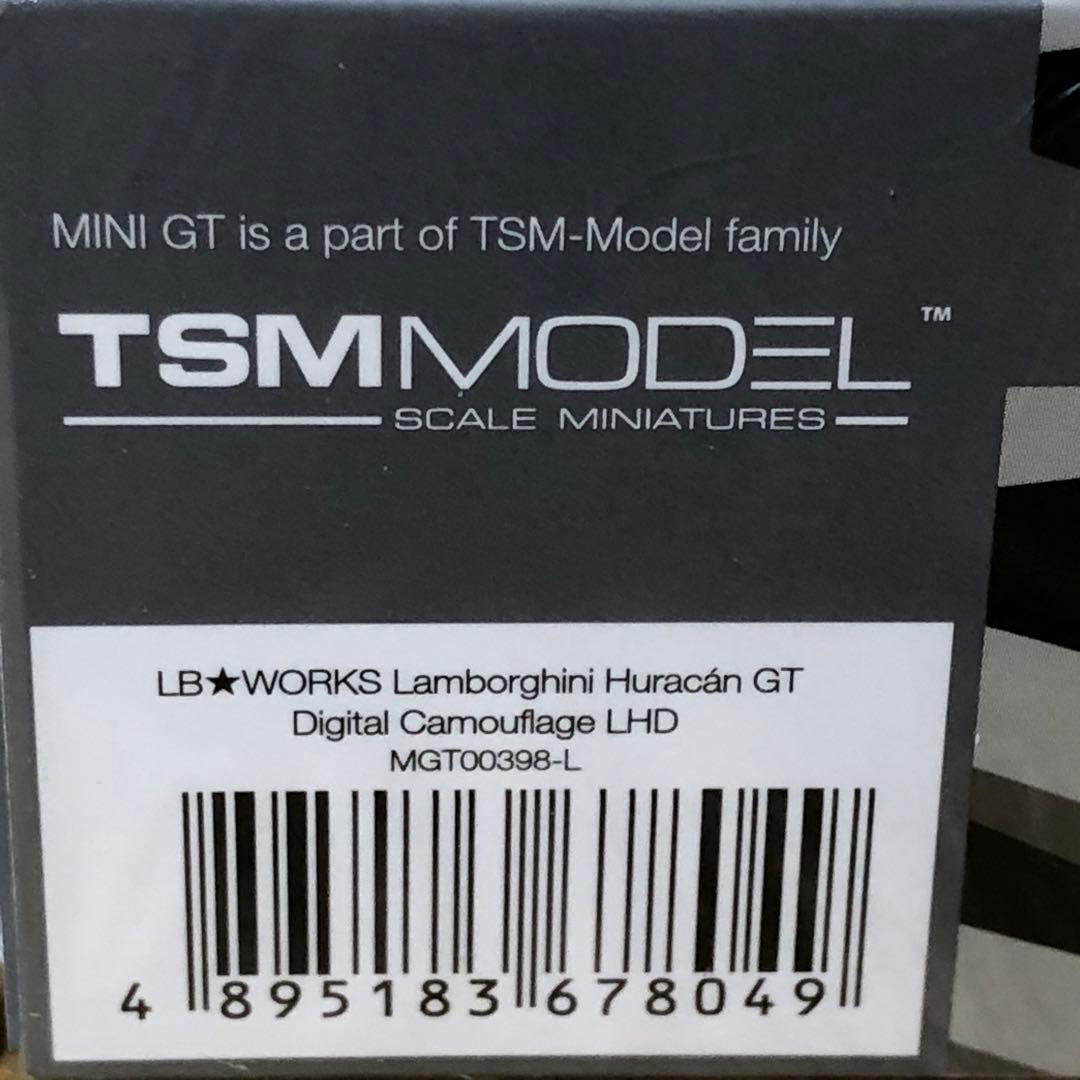 MINI GT is a part of TSM-Model family
TSMMODEL™
SCALE MINIATURES
LB★WORKS Lamborghini Huracán GT
Digital Camouflage LHD
MGT00398-L
4 895183 678049